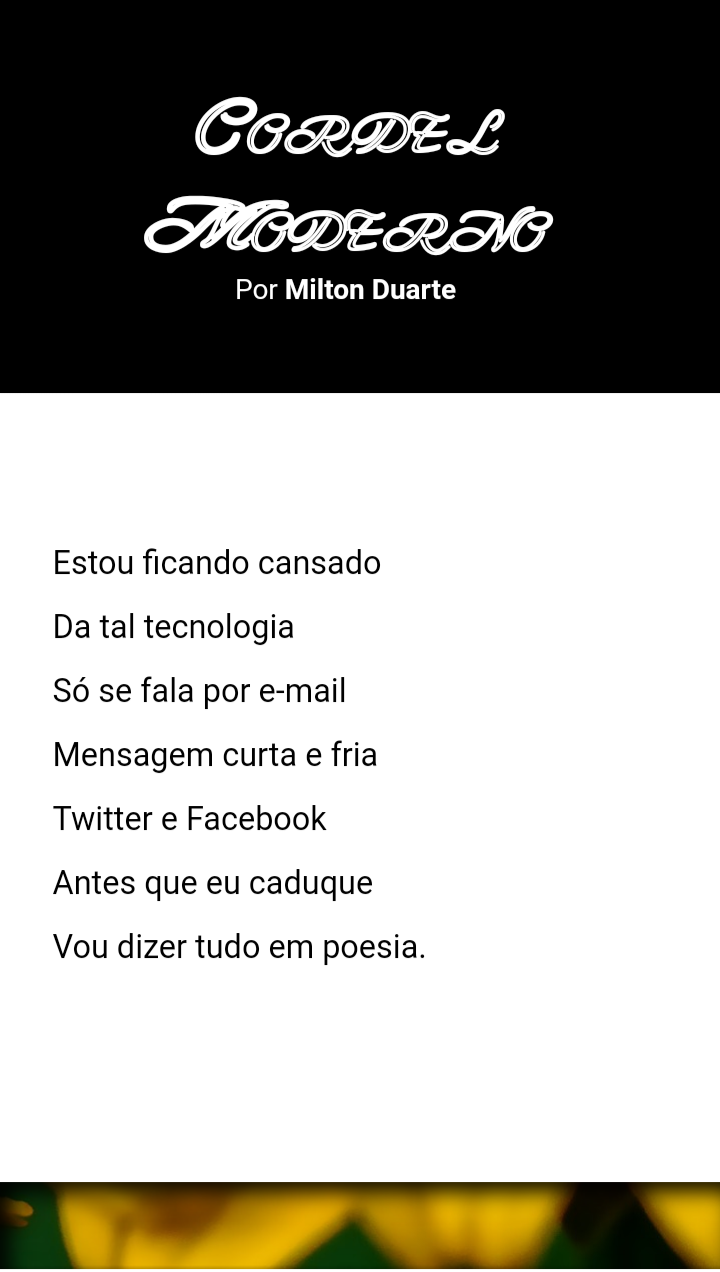 Cordel
Moderno
Por Milton Duarte
Estou ficando cansado
Da tal tecnologia
Só se fala por e-mail
Mensagem curta e fria
Twitter e Facebook
Antes que eu caduque
Vou dizer tudo em poesia.